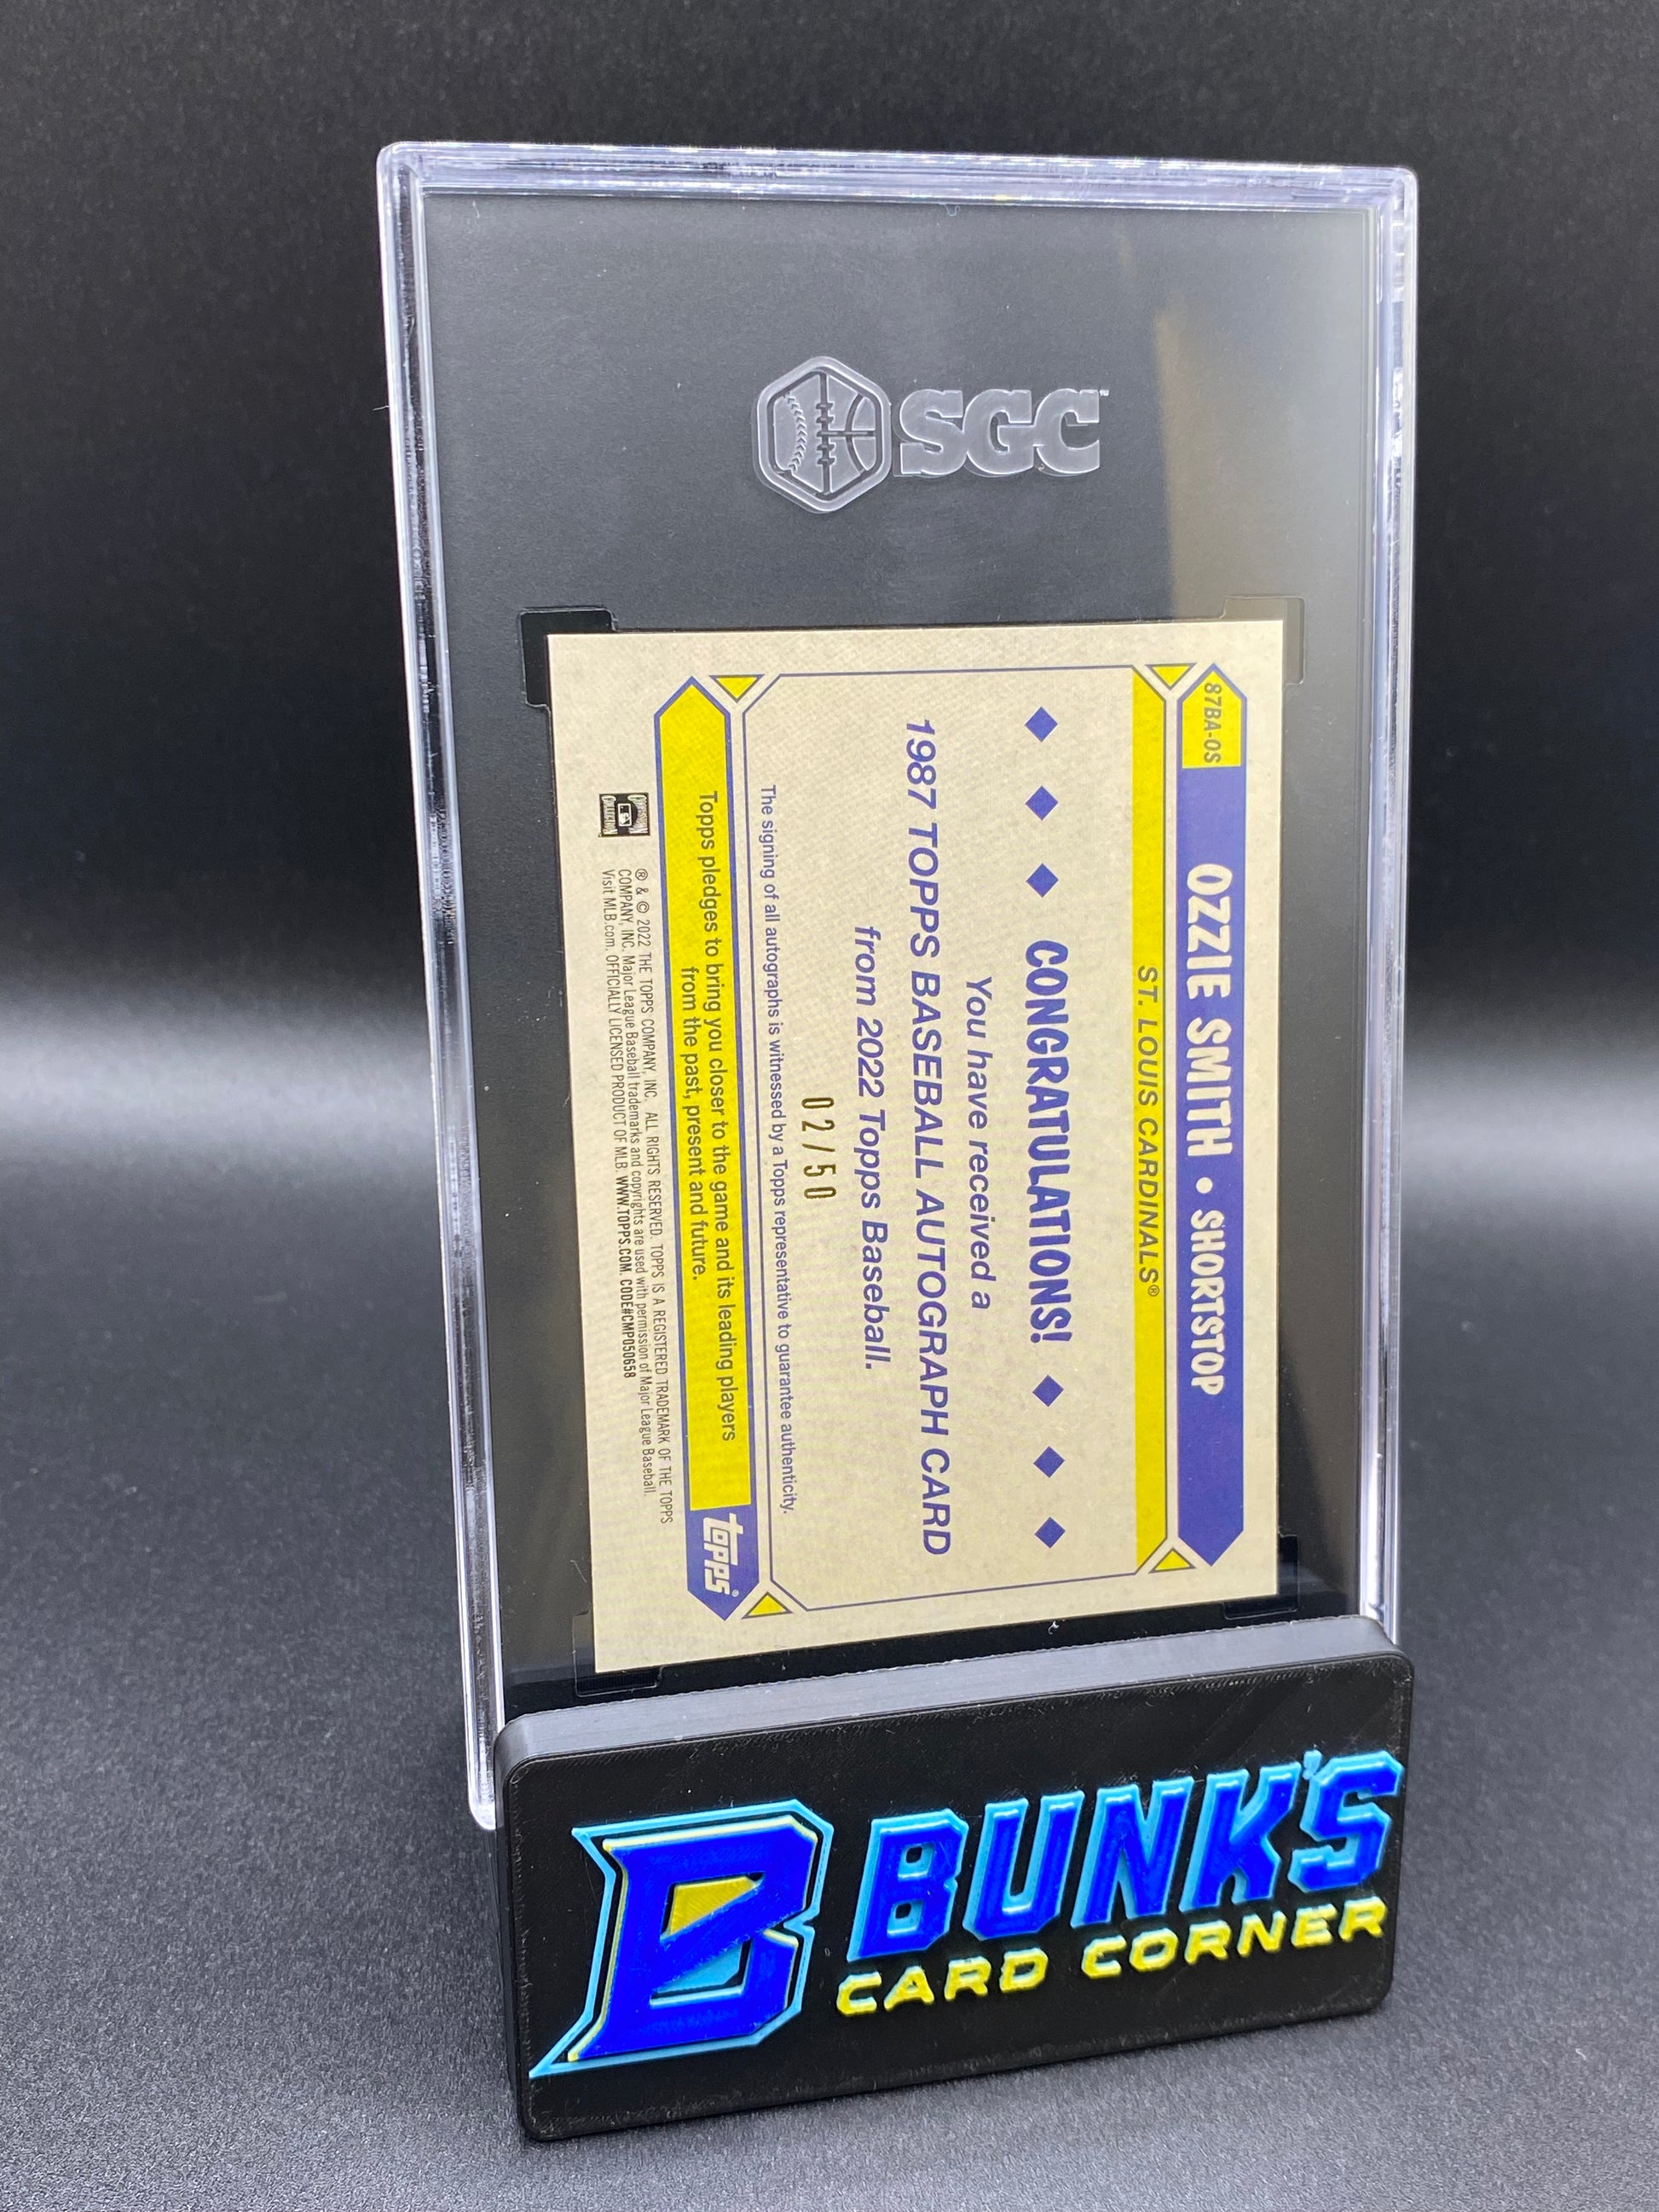 SGC™
87BA-OS
OZZIE SMITH • SHORTSTOP
ST. LOUIS CARDINALS®
CONGRATULATIONS!
You have received a
1987 TOPPS BASEBALL AUTOGRAPH CARD
from 2022 Topps Baseball.
02/50
The signing of all autographs is witnessed by a Topps representative to guarantee authenticity.
Topps pledges to bring you closer to the game and its leading players
from the past, present and future.
topps®
® & © 2022 THE TOPPS COMPANY, INC. ALL RIGHTS RESERVED. TOPPS IS A REGISTERED TRADEMARK OF THE TOPPS
COMPANY, INC. Major League Baseball trademarks and copyrights are used with permission of Major League Baseball.
Visit MLB.com. OFFICIALLY LICENSED PRODUCT OF MLB. WWW.TOPPS.COM. CODE#CMP050658
B BUNK'S
CARD CORNER